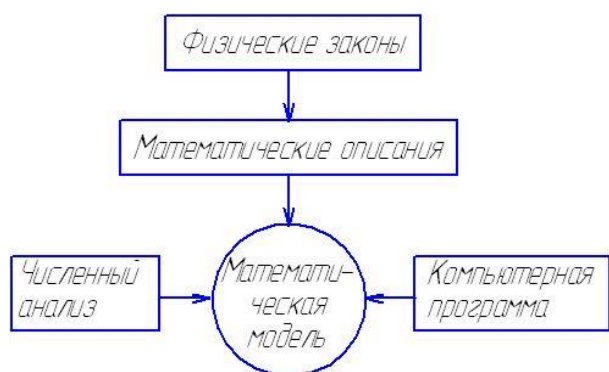 Физические законы
Математические описания
Численный
анализ
Математи-
ческая
модель
Компьютерная
программа